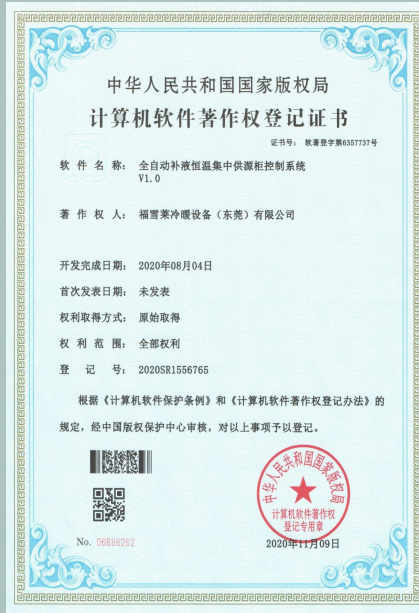 中华人民共和国国家版权局
计算机软件著作权登记证书
证书号： 软著登字第6357737号
软件名称： 全自动补液恒温集中供源柜控制系统
V1.0
著作权人： 福雪莱冷暖设备（东莞）有限公司
开发完成日期： 2020年08月04日
首次发表日期： 未发表
权利取得方式： 原始取得
权利范围： 全部权利
登记号： 2020SR1556765
根据《计算机软件保护条例》和《计算机软件著作权登记办法》的
规定，经中国版权保护中心审核，对以上事项予以登记。
中华人民共和国国家版权局
计算机软件著作权
登记专用章
No. 06686262
2020年11月09日